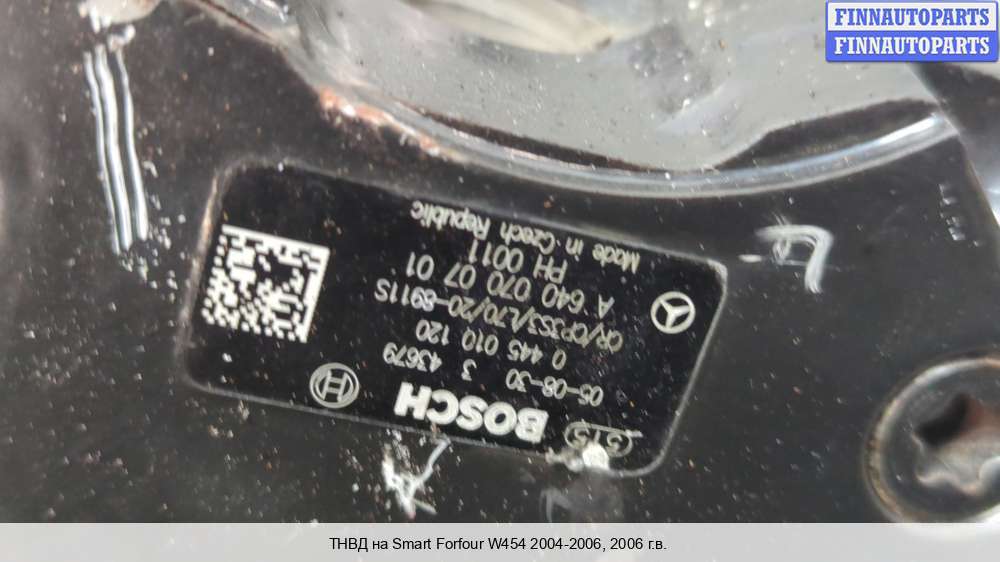 FINNAUTOPARTS
FINNAUTOPARTS
BOSCH
05-08-30 3 43679
0 445 010 120
CR/CP3S3/L70/20-8911S
A 640 070 07 01
PH 0011
Made in Czech Republic
ТНВД на Smart Forfour W454 2004-2006, 2006 г.в.